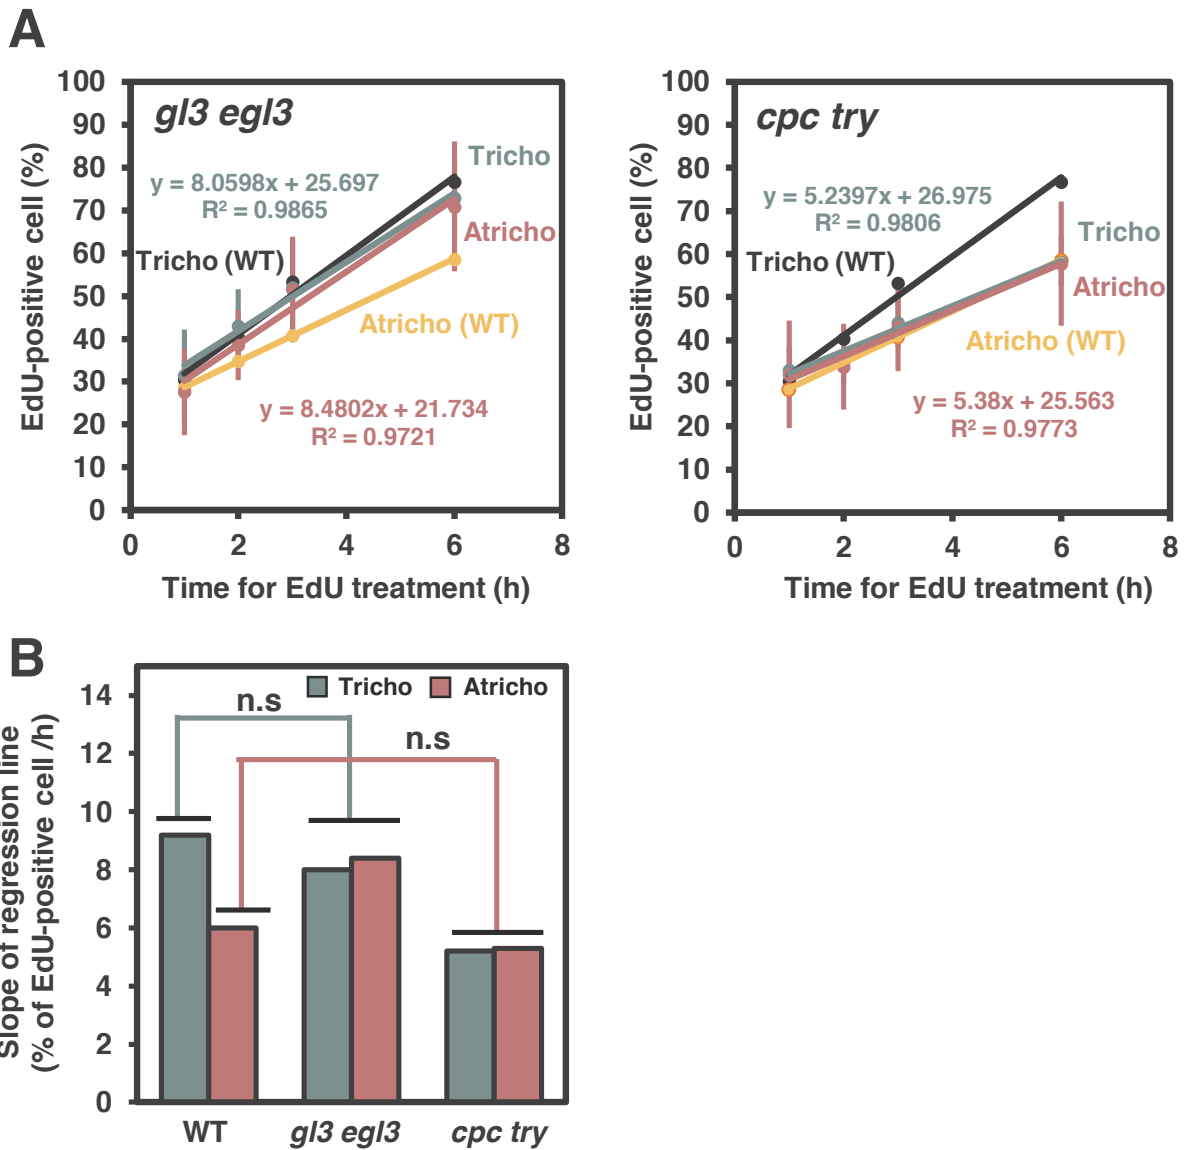 A
gl3 egl3
EdU-positive cell (%)
100
90
80
70
60
50
40
30
20
10
0
y = 8.0598x + 25.697
R² = 0.9865
Tricho
Atricho
Tricho (WT)
Atricho (WT)
y = 8.4802x + 21.734
R² = 0.9721
0 2 4 6 8
Time for EdU treatment (h)
cpc try
EdU-positive cell (%)
100
90
80
70
60
50
40
30
20
10
0
y = 5.2397x + 26.975
R² = 0.9806
Tricho
Tricho (WT)
Atricho
Atricho (WT)
y = 5.38x + 25.563
R² = 0.9773
0 2 4 6 8
Time for EdU treatment (h)
B
Slope of regression line
(% of EdU-positive cell /h)
14
12
10
8
6
4
2
0
Tricho Atricho
n.s
n.s
WT gl3 egl3 cpc try